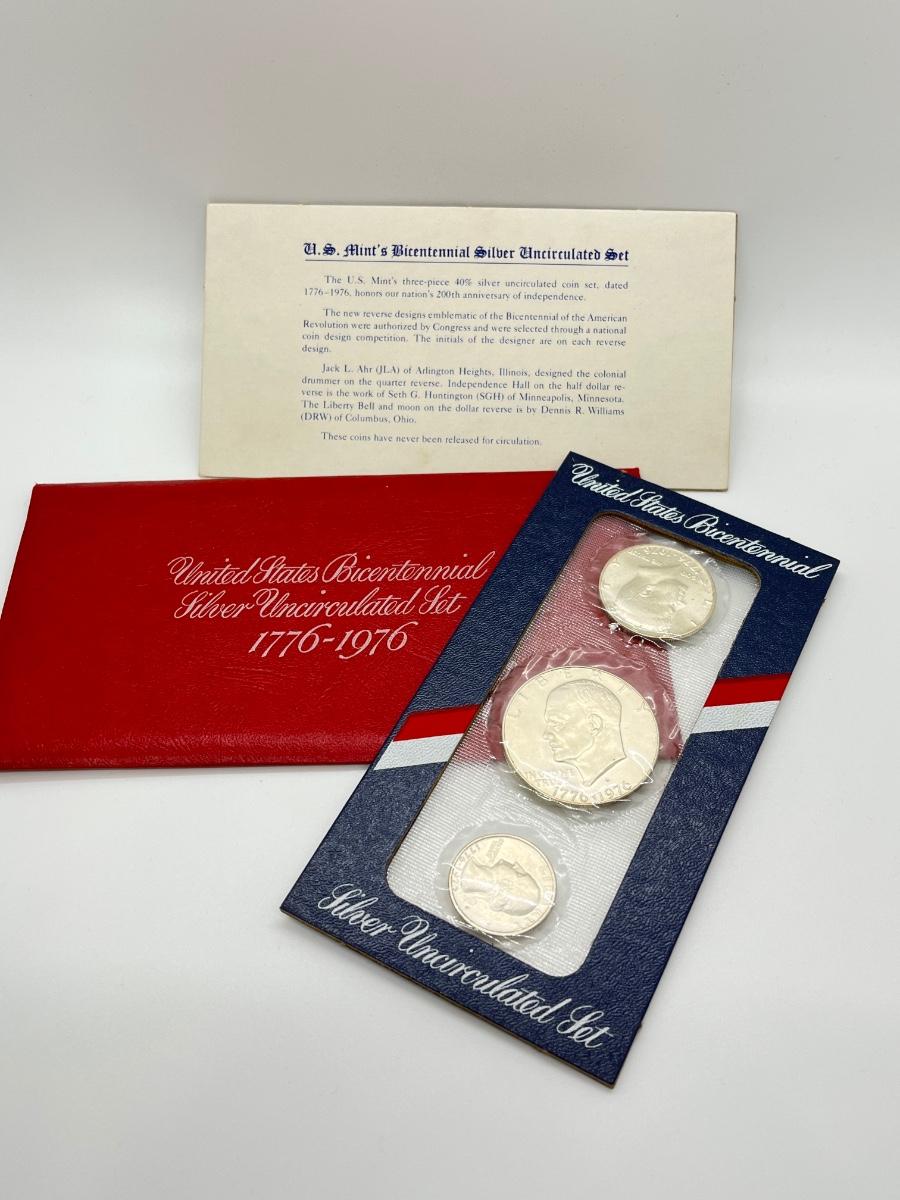 U.S. Mint's Bicentennial Silver Uncirculated Set
The U.S. Mint's three-piece 40% silver uncirculated coin set, dated
1776–1976, honors our nation's 200th anniversary of independence.
The new reverse designs emblematic of the Bicentennial of the American
Revolution were authorized by Congress and were selected through a national
coin design competition. The initials of the designer are on each reverse
design.
Jack L. Ahr (JLA) of Arlington Heights, Illinois, designed the colonial
drummer on the quarter reverse. Independence Hall on the half dollar re-
verse is the work of Seth G. Huntington (SGH) of Minneapolis, Minnesota.
The Liberty Bell and moon on the dollar reverse is by Dennis R. Williams
(DRW) of Columbus, Ohio.
These coins have never been released for circulation.
United States Bicentennial
Silver Uncirculated Set
1776-1976
United States Bicentennial
LIBERTY
1776·1976
Silver Uncirculated Set